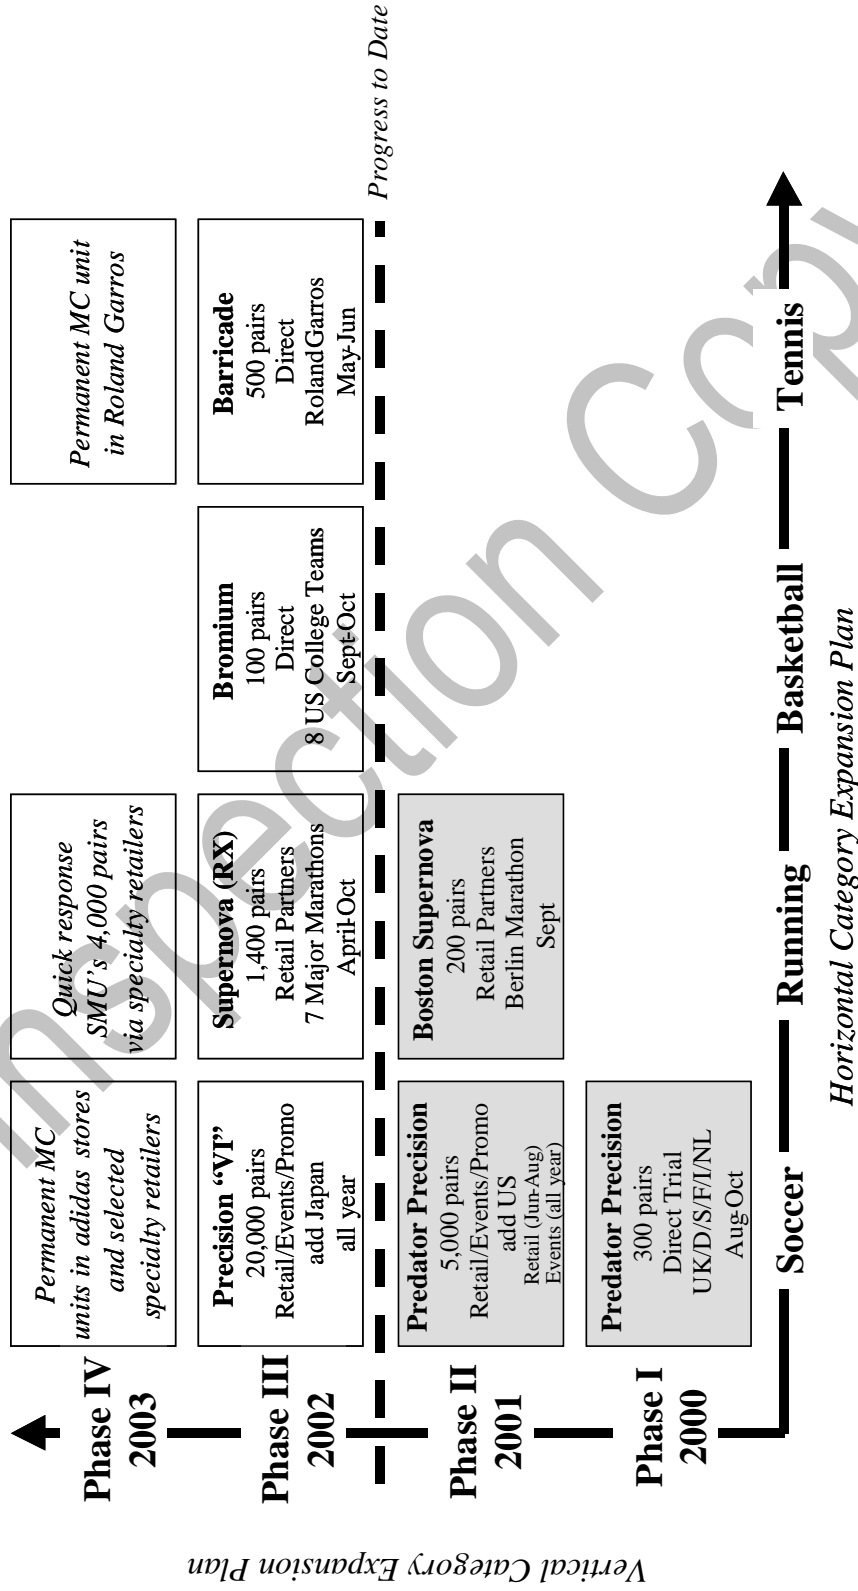 Vertical Category Expansion Plan
Phase IV
2003
Permanent MC
units in adidas stores
and selected
specialty retailers
Quick response
SMU's 4,000 pairs
via specialty retailers
Permanent MC unit
in Roland Garros
Phase III
2002
Precision “VI”
20,000 pairs
Retail/Events/Promo
add Japan
all year
Supernova (RX)
1,400 pairs
Retail Partners
7 Major Marathons
April-Oct
Bromium
100 pairs
Direct
8 US College Teams
Sept-Oct
Barricade
500 pairs
Direct
RolandGarros
May-Jun
Progress to Date
Phase II
2001
Predator Precision
5,000 pairs
Retail/Events/Promo
add US
Retail (Jun-Aug)
Events (all year)
Boston Supernova
200 pairs
Retail Partners
Berlin Marathon
Sept
Phase I
2000
Predator Precision
300 pairs
Direct Trial
UK/D/S/F/I/NL
Aug-Oct
Soccer
Running
Basketball
Tennis
Horizontal Category Expansion Plan
Inspection Copy